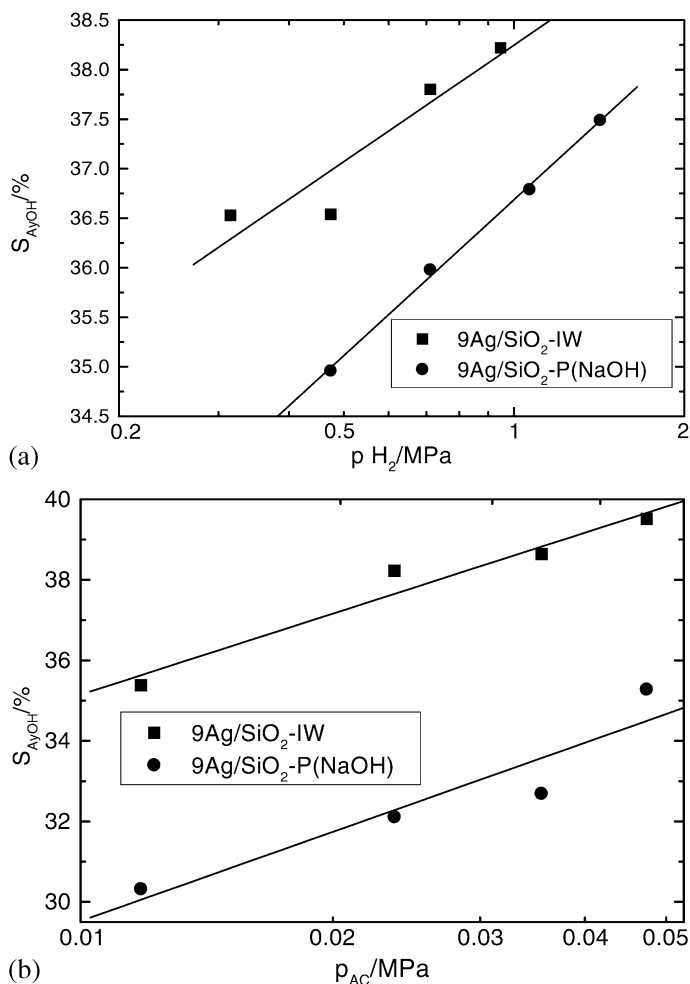 38.5
38.0
37.5
37.0
36.5
36.0
35.5
35.0
34.5
S_AyOH/%
9Ag/SiO₂-IW
9Ag/SiO₂-P(NaOH)
0.2 0.5 1 2
(a) p H₂/MPa
40
38
36
34
32
30
S_AyOH/%
9Ag/SiO₂-IW
9Ag/SiO₂-P(NaOH)
0.01 0.02 0.03 0.04 0.05
(b) p_AC/MPa